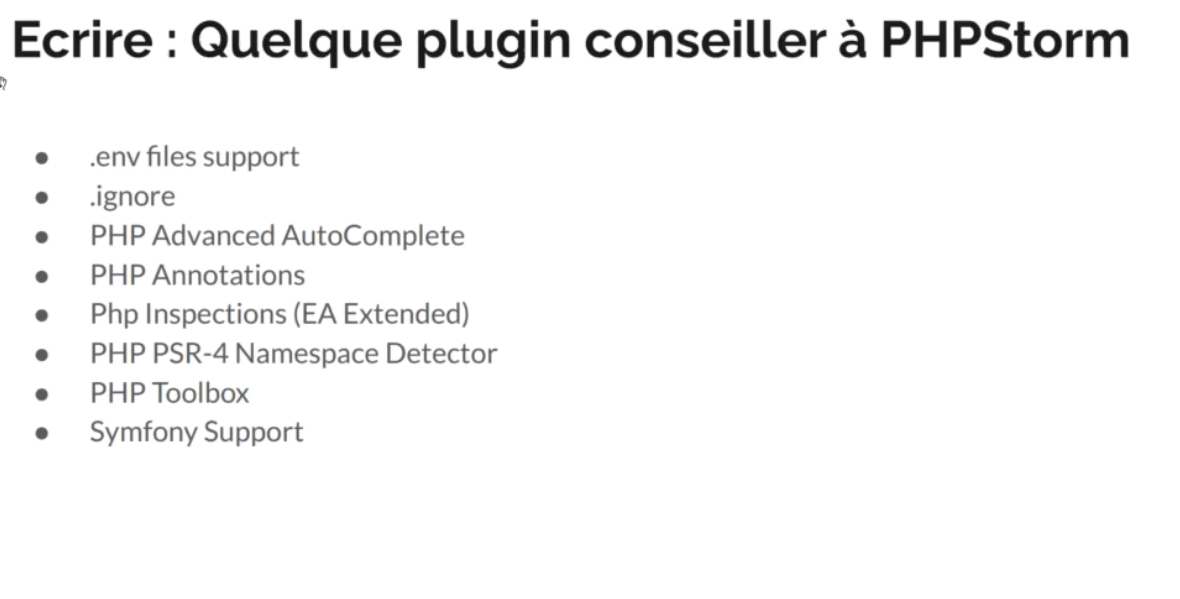 Ecrire : Quelque plugin conseiller à PHPStorm
● .env files support
● .ignore
● PHP Advanced AutoComplete
● PHP Annotations
● Php Inspections (EA Extended)
● PHP PSR-4 Namespace Detector
● PHP Toolbox
● Symfony Support